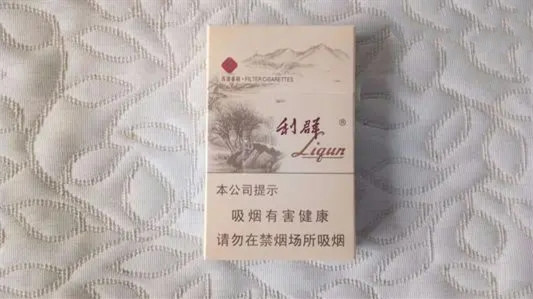 ·FILTER CIGARETTES
利群®
Liqun
本公司提示
吸烟有害健康
请勿在禁烟场所吸烟